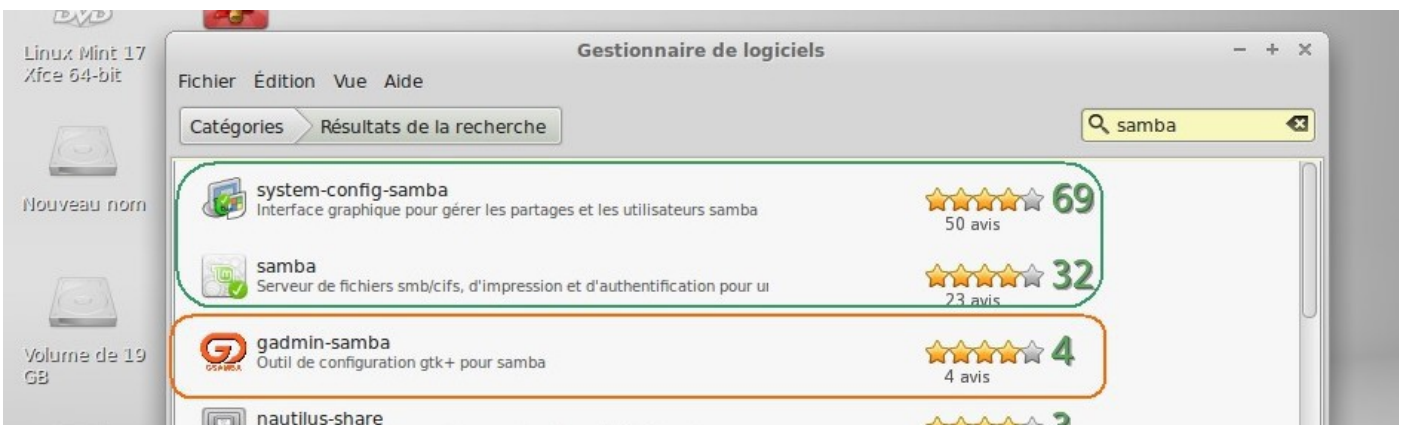 DVD
Linux Mint 17
Xfce 64-bit
Nouveau nom
Volume de 19
GB
Gestionnaire de logiciels
Fichier Édition Vue Aide
Catégories Résultats de la recherche
samba
system-config-samba
Interface graphique pour gérer les partages et les utilisateurs samba
69
50 avis
samba
Serveur de fichiers smb/cifs, d'impression et d'authentification pour
32
23 avis
gadmin-samba
Outil de configuration gtk+ pour samba
4
4 avis
GSAMBA
nautilus-share
3